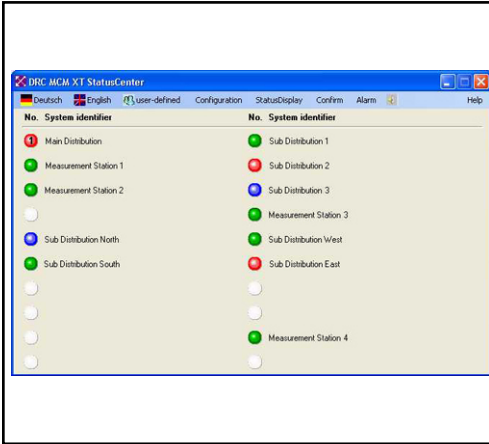 DRC MCM XT StatusCenter
Deutsch English user-defined Configuration StatusDisplay Confirm Alarm Help
No. System identifier No. System identifier
1 Main Distribution Sub Distribution 1
Measurement Station 1 Sub Distribution 2
Measurement Station 2 Sub Distribution 3
Measurement Station 3
Sub Distribution North Sub Distribution West
Sub Distribution South Sub Distribution East
Measurement Station 4